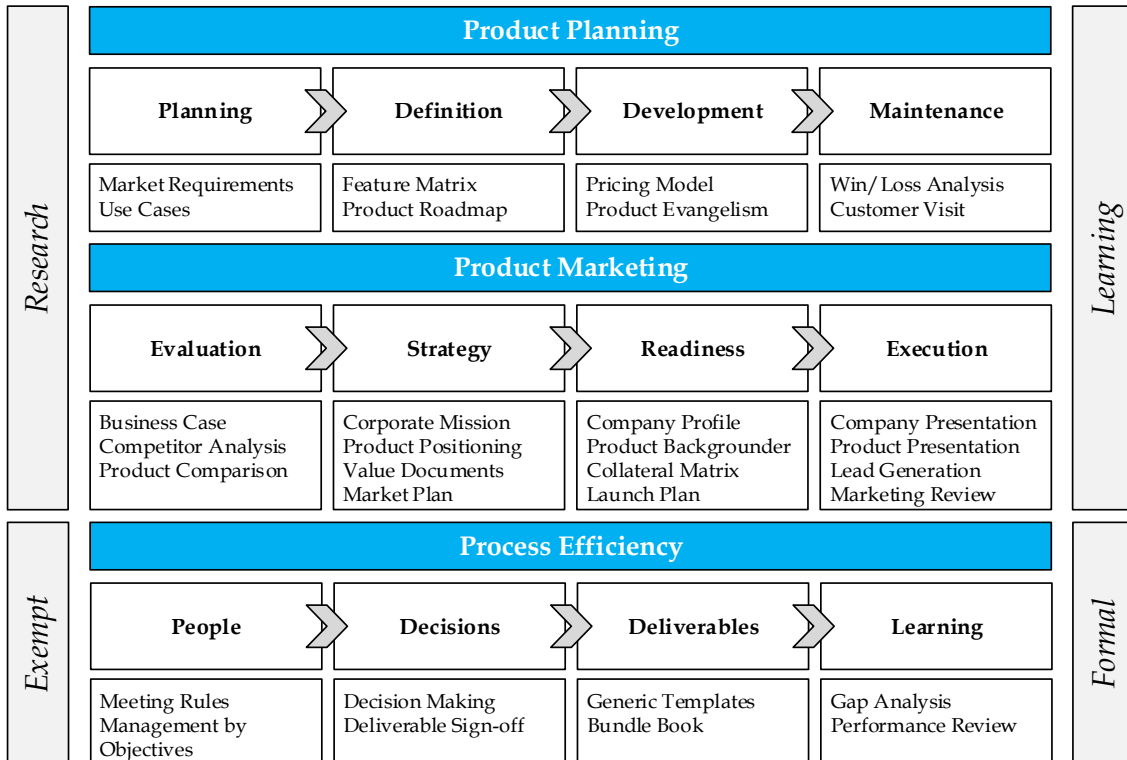 Product Planning
Research
Learning
Planning
Definition
Development
Maintenance
Market Requirements
Use Cases
Feature Matrix
Product Roadmap
Pricing Model
Product Evangelism
Win/Loss Analysis
Customer Visit
Product Marketing
Evaluation
Strategy
Readiness
Execution
Business Case
Competitor Analysis
Product Comparison
Corporate Mission
Product Positioning
Value Documents
Market Plan
Company Profile
Product Backgrounder
Collateral Matrix
Launch Plan
Company Presentation
Product Presentation
Lead Generation
Marketing Review
Process Efficiency
Exempt
Formal
People
Decisions
Deliverables
Learning
Meeting Rules
Management by
Objectives
Decision Making
Deliverable Sign-off
Generic Templates
Bundle Book
Gap Analysis
Performance Review